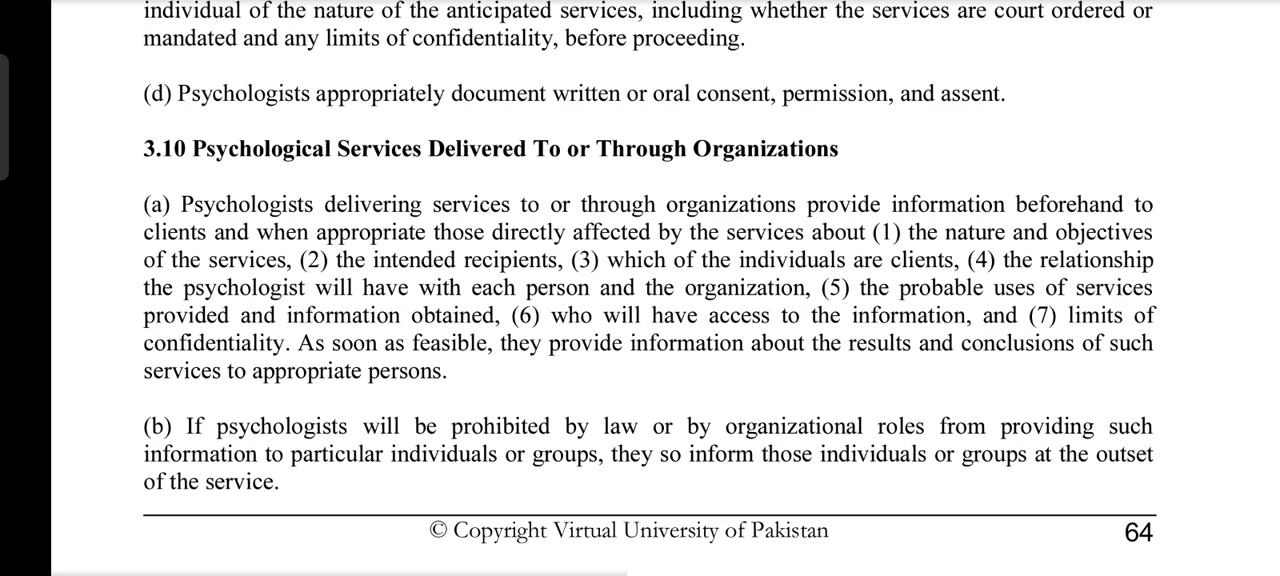 individual of the nature of the anticipated services, including whether the services are court ordered or
mandated and any limits of confidentiality, before proceeding.
(d) Psychologists appropriately document written or oral consent, permission, and assent.
3.10 Psychological Services Delivered To or Through Organizations
(a) Psychologists delivering services to or through organizations provide information beforehand to
clients and when appropriate those directly affected by the services about (1) the nature and objectives
of the services, (2) the intended recipients, (3) which of the individuals are clients, (4) the relationship
the psychologist will have with each person and the organization, (5) the probable uses of services
provided and information obtained, (6) who will have access to the information, and (7) limits of
confidentiality. As soon as feasible, they provide information about the results and conclusions of such
services to appropriate persons.
(b) If psychologists will be prohibited by law or by organizational roles from providing such
information to particular individuals or groups, they so inform those individuals or groups at the outset
of the service.
© Copyright Virtual University of Pakistan 64